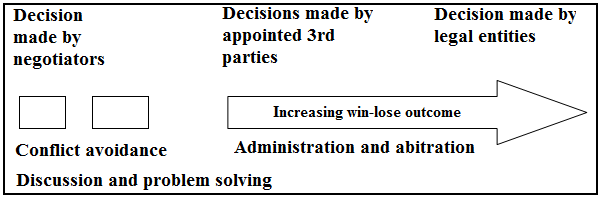 Decision
made by
negotiators
Decisions made by
appointed 3rd
parties
Decision made by
legal entities
Increasing win-lose outcome
Conflict avoidance
Administration and abitration
Discussion and problem solving